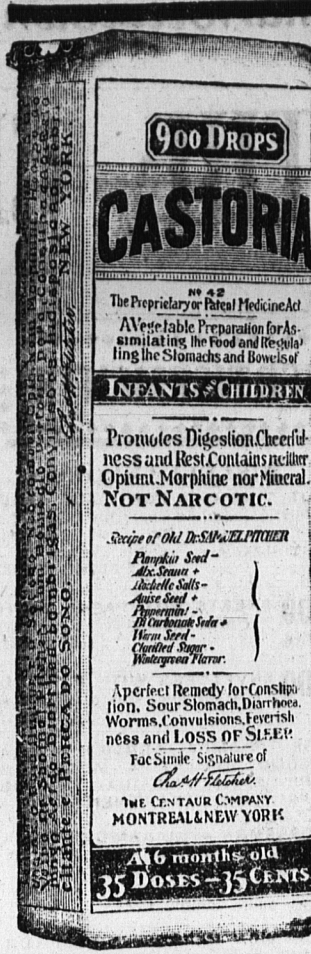 900 DROPS
CASTORIA
Nº 42
The Proprietary or Patent Medicine Act
AVegetable Preparation for As-
similating the Food and Regula-
ting the Stomachs and Bowels of
INFANTS & CHILDREN
Promotes Digestion.Cheerful-
ness and Rest.Contains neither
Opium.Morphine nor Mineral.
NOT NARCOTIC.
Recipe of Old Dr.SAMUEL PITCHER
Pumpkin Seed -
Alx.Senna +
Rochelle Salts -
Anise Seed +
Peppermint -
Bi Carbonate Soda +
Worm Seed -
Clarified Sugar -
Wintergreen Flavor.
A perfect Remedy for Constipa-
tion, Sour Stomach,Diarrhoea.
Worms,Convulsions,Feverish
ness and LOSS OF SLEEP.
Fac Simile Signature of
Chas H Fletcher.
THE CENTAUR COMPANY.
MONTREAL&NEW YORK
At 6 months old
35 DOSES – 35 CENTS
Chas H. Fletcher
NEW YORK.
PERCA DO SONO.